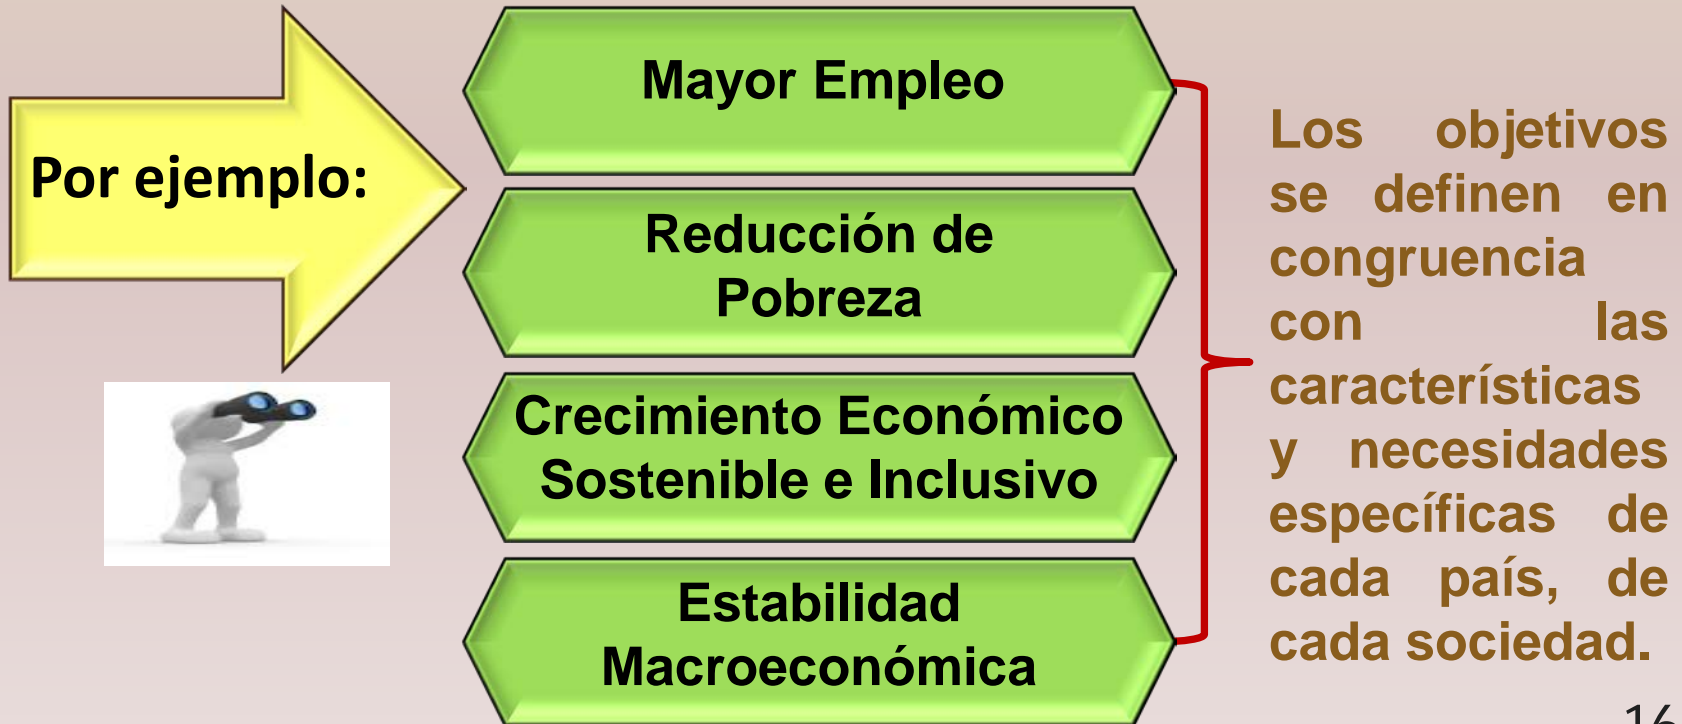 Por ejemplo:
Mayor Empleo
Reducción de
Pobreza
Crecimiento Económico
Sostenible e Inclusivo
Estabilidad
Macroeconómica
Los objetivos
se definen en
congruencia
con las
características
y necesidades
específicas de
cada país, de
cada sociedad.
16